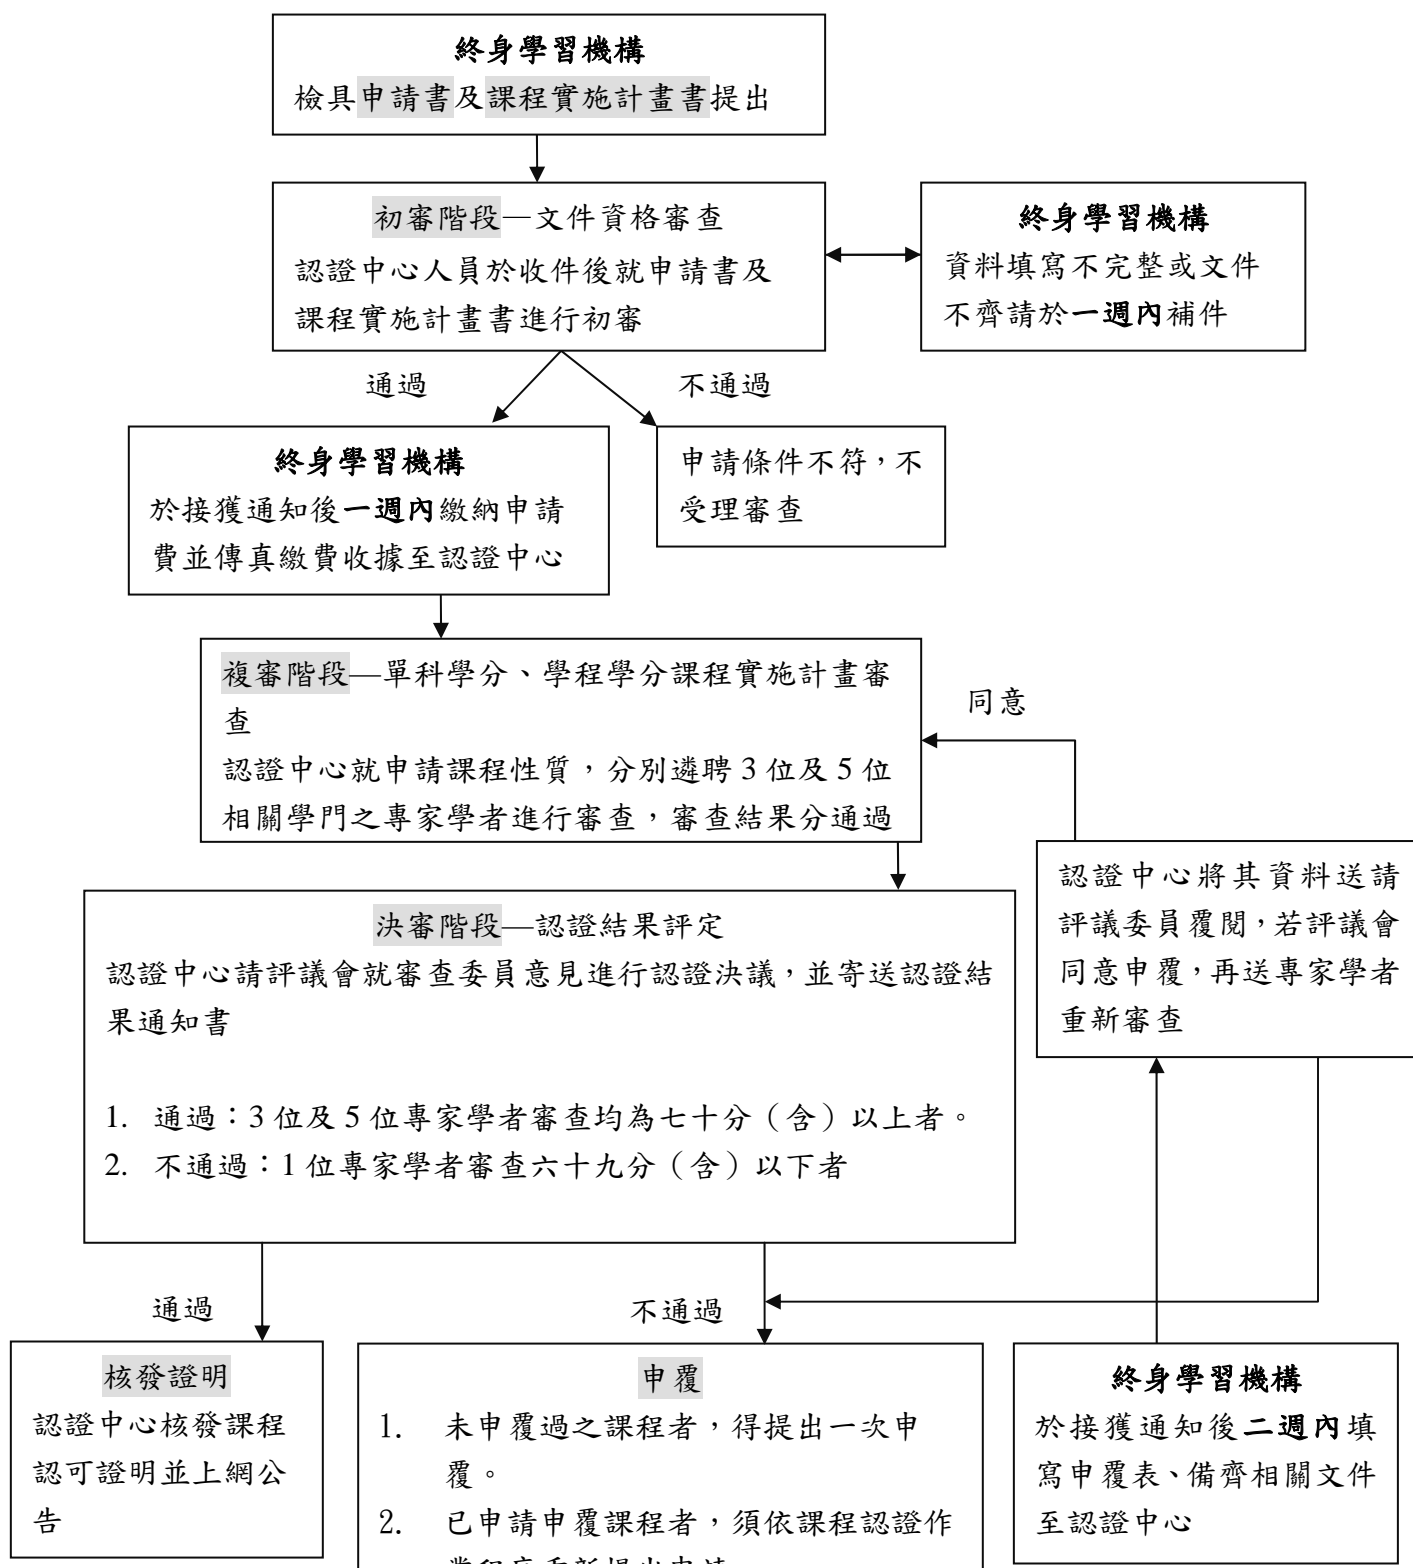 終身學習機構
檢具申請書及課程實施計畫書提出
初審階段—文件資格審查
認證中心人員於收件後就申請書及
課程實施計畫書進行初審
終身學習機構
資料填寫不完整或文件
不齊請於一週內補件
通過
不通過
終身學習機構
於接獲通知後一週內繳納申請
費並傳真繳費收據至認證中心
申請條件不符，不
受理審查
複審階段—單科學分、學程學分課程實施計畫審
查
認證中心就申請課程性質，分別遴聘 3 位及 5 位
相關學門之專家學者進行審查，審查結果分通過
同意
認證中心將其資料送請
評議委員覆閱，若評議會
同意申覆，再送專家學者
重新審查
決審階段—認證結果評定
認證中心請評議會就審查委員意見進行認證決議，並寄送認證結
果通知書
1. 通過：3 位及 5 位專家學者審查均為七十分（含）以上者。
2. 不通過：1 位專家學者審查六十九分（含）以下者
通過
不通過
核發證明
認證中心核發課程
認可證明並上網公
告
申覆
1. 未申覆過之課程者，得提出一次申
覆。
2. 已申請申覆課程者，須依課程認證作
業程序重新提出申請
終身學習機構
於接獲通知後二週內填
寫申覆表、備齊相關文件
至認證中心